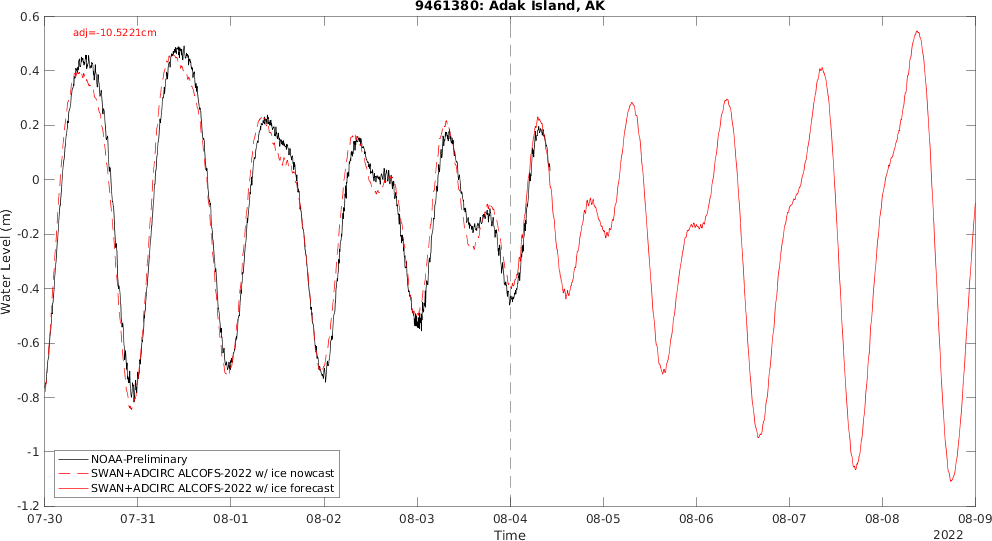 9461380: Adak Island, AK
adj=-10.5221cm
0.6
0.4
0.2
0
-0.2
-0.4
-0.6
-0.8
-1
-1.2
Water Level (m)
NOAA-Preliminary
SWAN+ADCIRC ALCOFS-2022 w/ ice nowcast
SWAN+ADCIRC ALCOFS-2022 w/ ice forecast
07-30 07-31 08-01 08-02 08-03 08-04 08-05 08-06 08-07 08-08 08-09
Time
2022